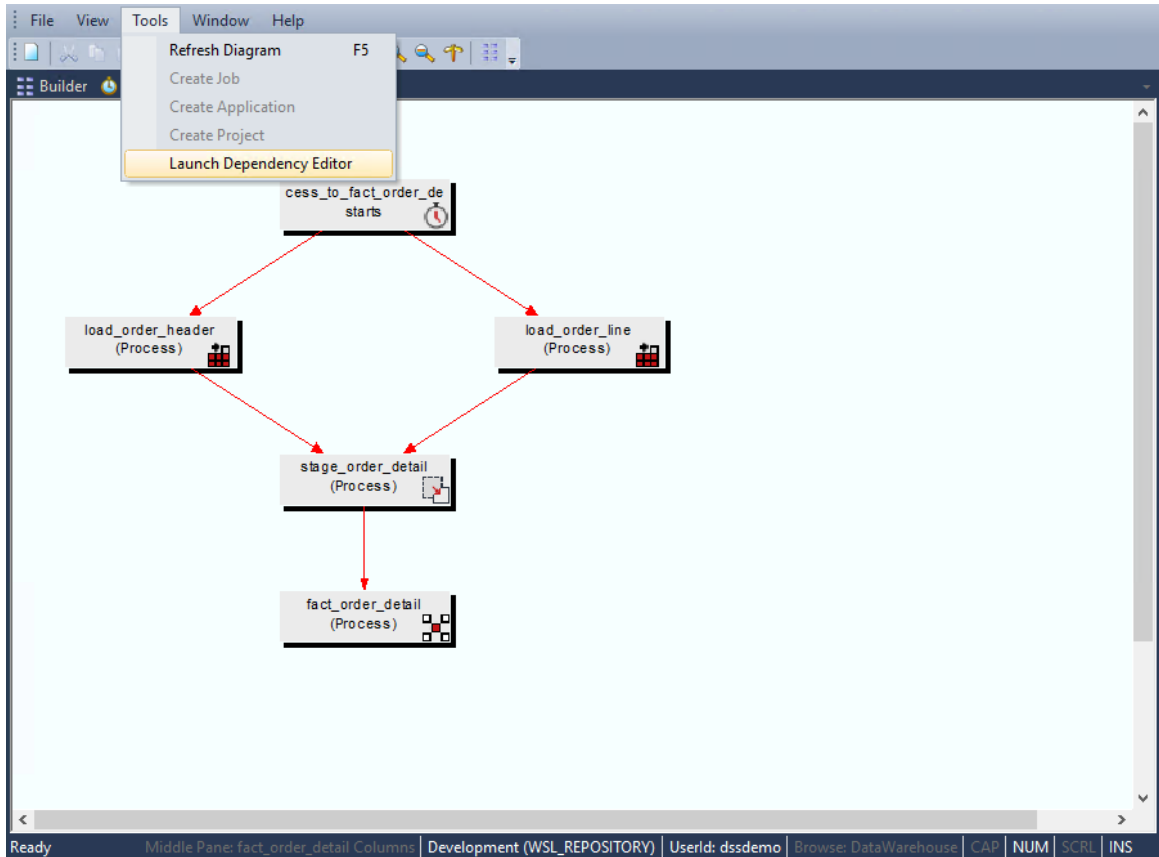 File View Tools Window Help
Refresh Diagram F5
Create Job
Create Application
Create Project
Launch Dependency Editor
Builder
cess_to_fact_order_de
starts
load_order_header
(Process)
load_order_line
(Process)
stage_order_detail
(Process)
fact_order_detail
(Process)
Ready Middle Pane: fact_order_detail Columns Development (WSL_REPOSITORY) UserId: dssdemo Browse: DataWarehouse CAP NUM SCRL INS